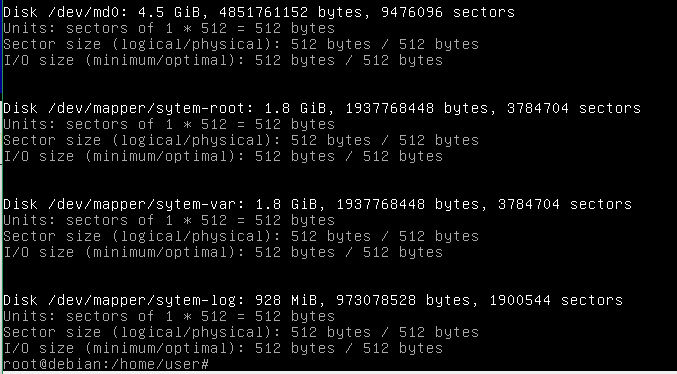 Disk /dev/md0: 4.5 GiB, 4851761152 bytes, 9476096 sectors
Units: sectors of 1 * 512 = 512 bytes
Sector size (logical/physical): 512 bytes / 512 bytes
I/O size (minimum/optimal): 512 bytes / 512 bytes
Disk /dev/mapper/sytem-root: 1.8 GiB, 1937768448 bytes, 3784704 sectors
Units: sectors of 1 * 512 = 512 bytes
Sector size (logical/physical): 512 bytes / 512 bytes
I/O size (minimum/optimal): 512 bytes / 512 bytes
Disk /dev/mapper/sytem-var: 1.8 GiB, 1937768448 bytes, 3784704 sectors
Units: sectors of 1 * 512 = 512 bytes
Sector size (logical/physical): 512 bytes / 512 bytes
I/O size (minimum/optimal): 512 bytes / 512 bytes
Disk /dev/mapper/sytem-log: 928 MiB, 973078528 bytes, 1900544 sectors
Units: sectors of 1 * 512 = 512 bytes
Sector size (logical/physical): 512 bytes / 512 bytes
I/O size (minimum/optimal): 512 bytes / 512 bytes
root@debian:/home/user#